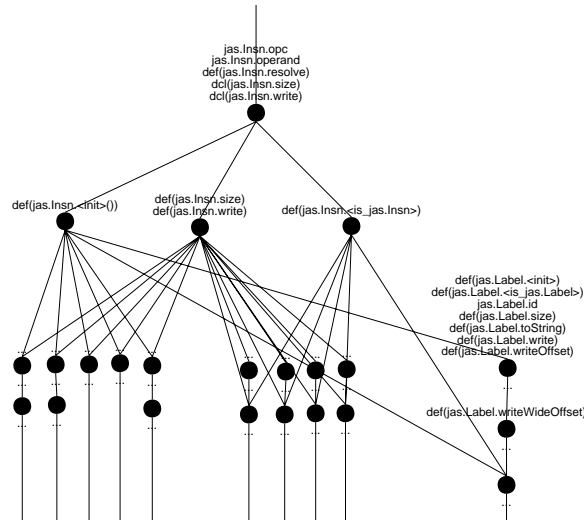 jas.Insn.opc
jas.Insn.operand
def(jas.Insn.resolve)
dcl(jas.Insn.size)
dcl(jas.Insn.write)
def(jas.Insn.<init>())
def(jas.Insn.size)
def(jas.Insn.write)
def(jas.Insn.<is_jas.Insn>)
def(jas.Label.<init>)
def(jas.Label.<is_jas.Label>)
jas.Label.id
def(jas.Label.size)
def(jas.Label.toString)
def(jas.Label.write)
def(jas.Label.writeOffset)
... ... ... ... ... ... ... ... ...
... ... ... ... ... ... ... ... ... ...
def(jas.Label.writeWideOffset)
... ... ... ... ... ... ... ...
...
...